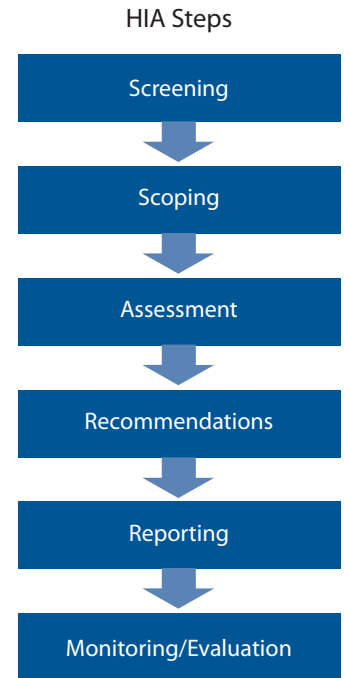 HIA Steps
Screening
Scoping
Assessment
Recommendations
Reporting
Monitoring/Evaluation